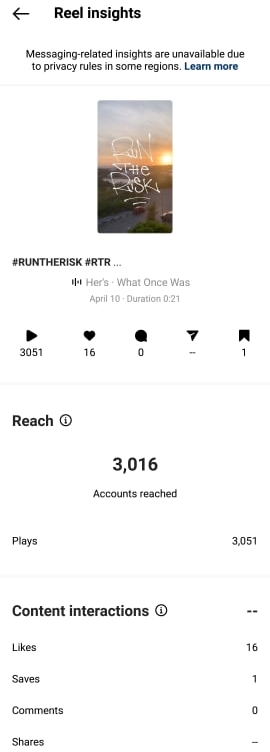 Reel insights
Messaging-related insights are unavailable due
to privacy rules in some regions. Learn more
RUN
THE
RISK
#RUNTHERISK #RTR ...
Her's · What Once Was
April 10 · Duration 0:21
3051 16 0 -- 1
Reach
3,016
Accounts reached
Plays 3,051
Content interactions --
Likes 16
Saves 1
Comments 0
Shares --